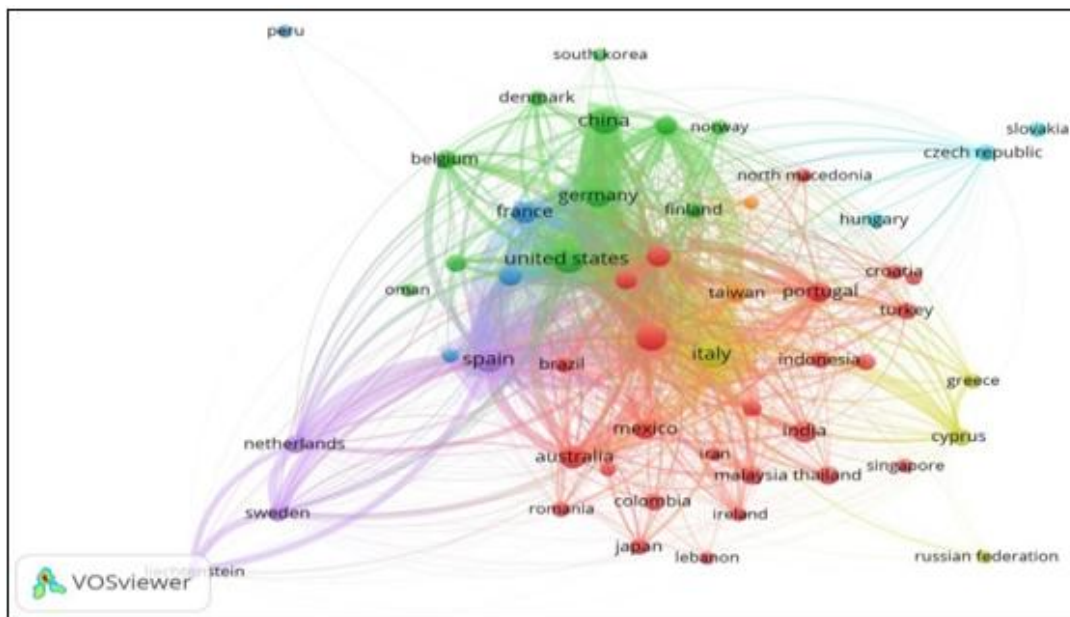 peru
south korea
denmark
china
norway
slovakia
belgium
czech republic
north macedonia
germany
france
finland
hungary
united states
croatia
oman
taiwan
portugal
turkey
spain
brazil
italy
indonesia
greece
netherlands
mexico
india
cyprus
australia
iran
malaysia thailand
singapore
sweden
romania
colombia
ireland
japan
lebanon
russian federation
liechtenstein
VOSviewer